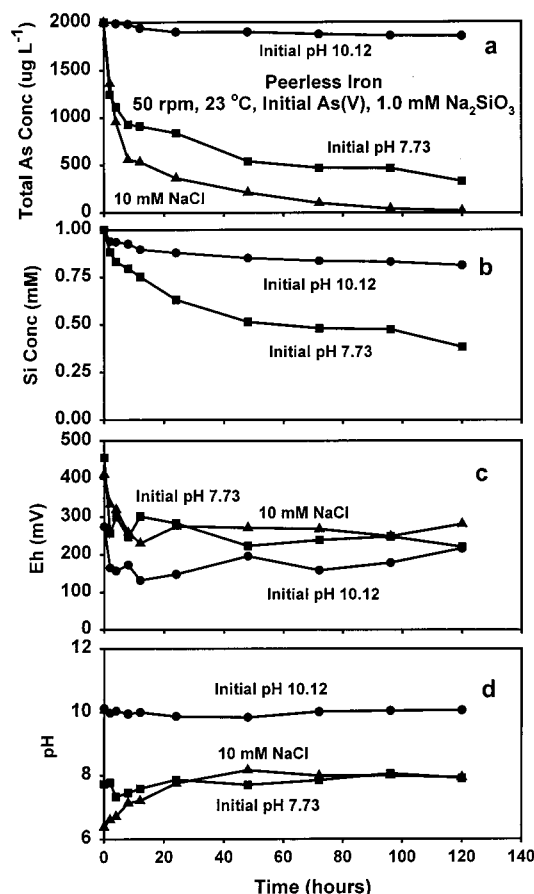 2000
1500
1000
500
0
Total As Conc (ug L⁻¹)
a
Initial pH 10.12
Peerless Iron
50 rpm, 23 °C, Initial As(V), 1.0 mM Na₂SiO₃
Initial pH 7.73
10 mM NaCl
1.00
0.75
0.50
0.25
0.00
Si Conc (mM)
b
Initial pH 10.12
Initial pH 7.73
500
400
300
200
100
0
Eh (mV)
c
Initial pH 7.73
10 mM NaCl
Initial pH 10.12
12
10
8
6
pH
d
Initial pH 10.12
10 mM NaCl
Initial pH 7.73
0 20 40 60 80 100 120 140
Time (hours)